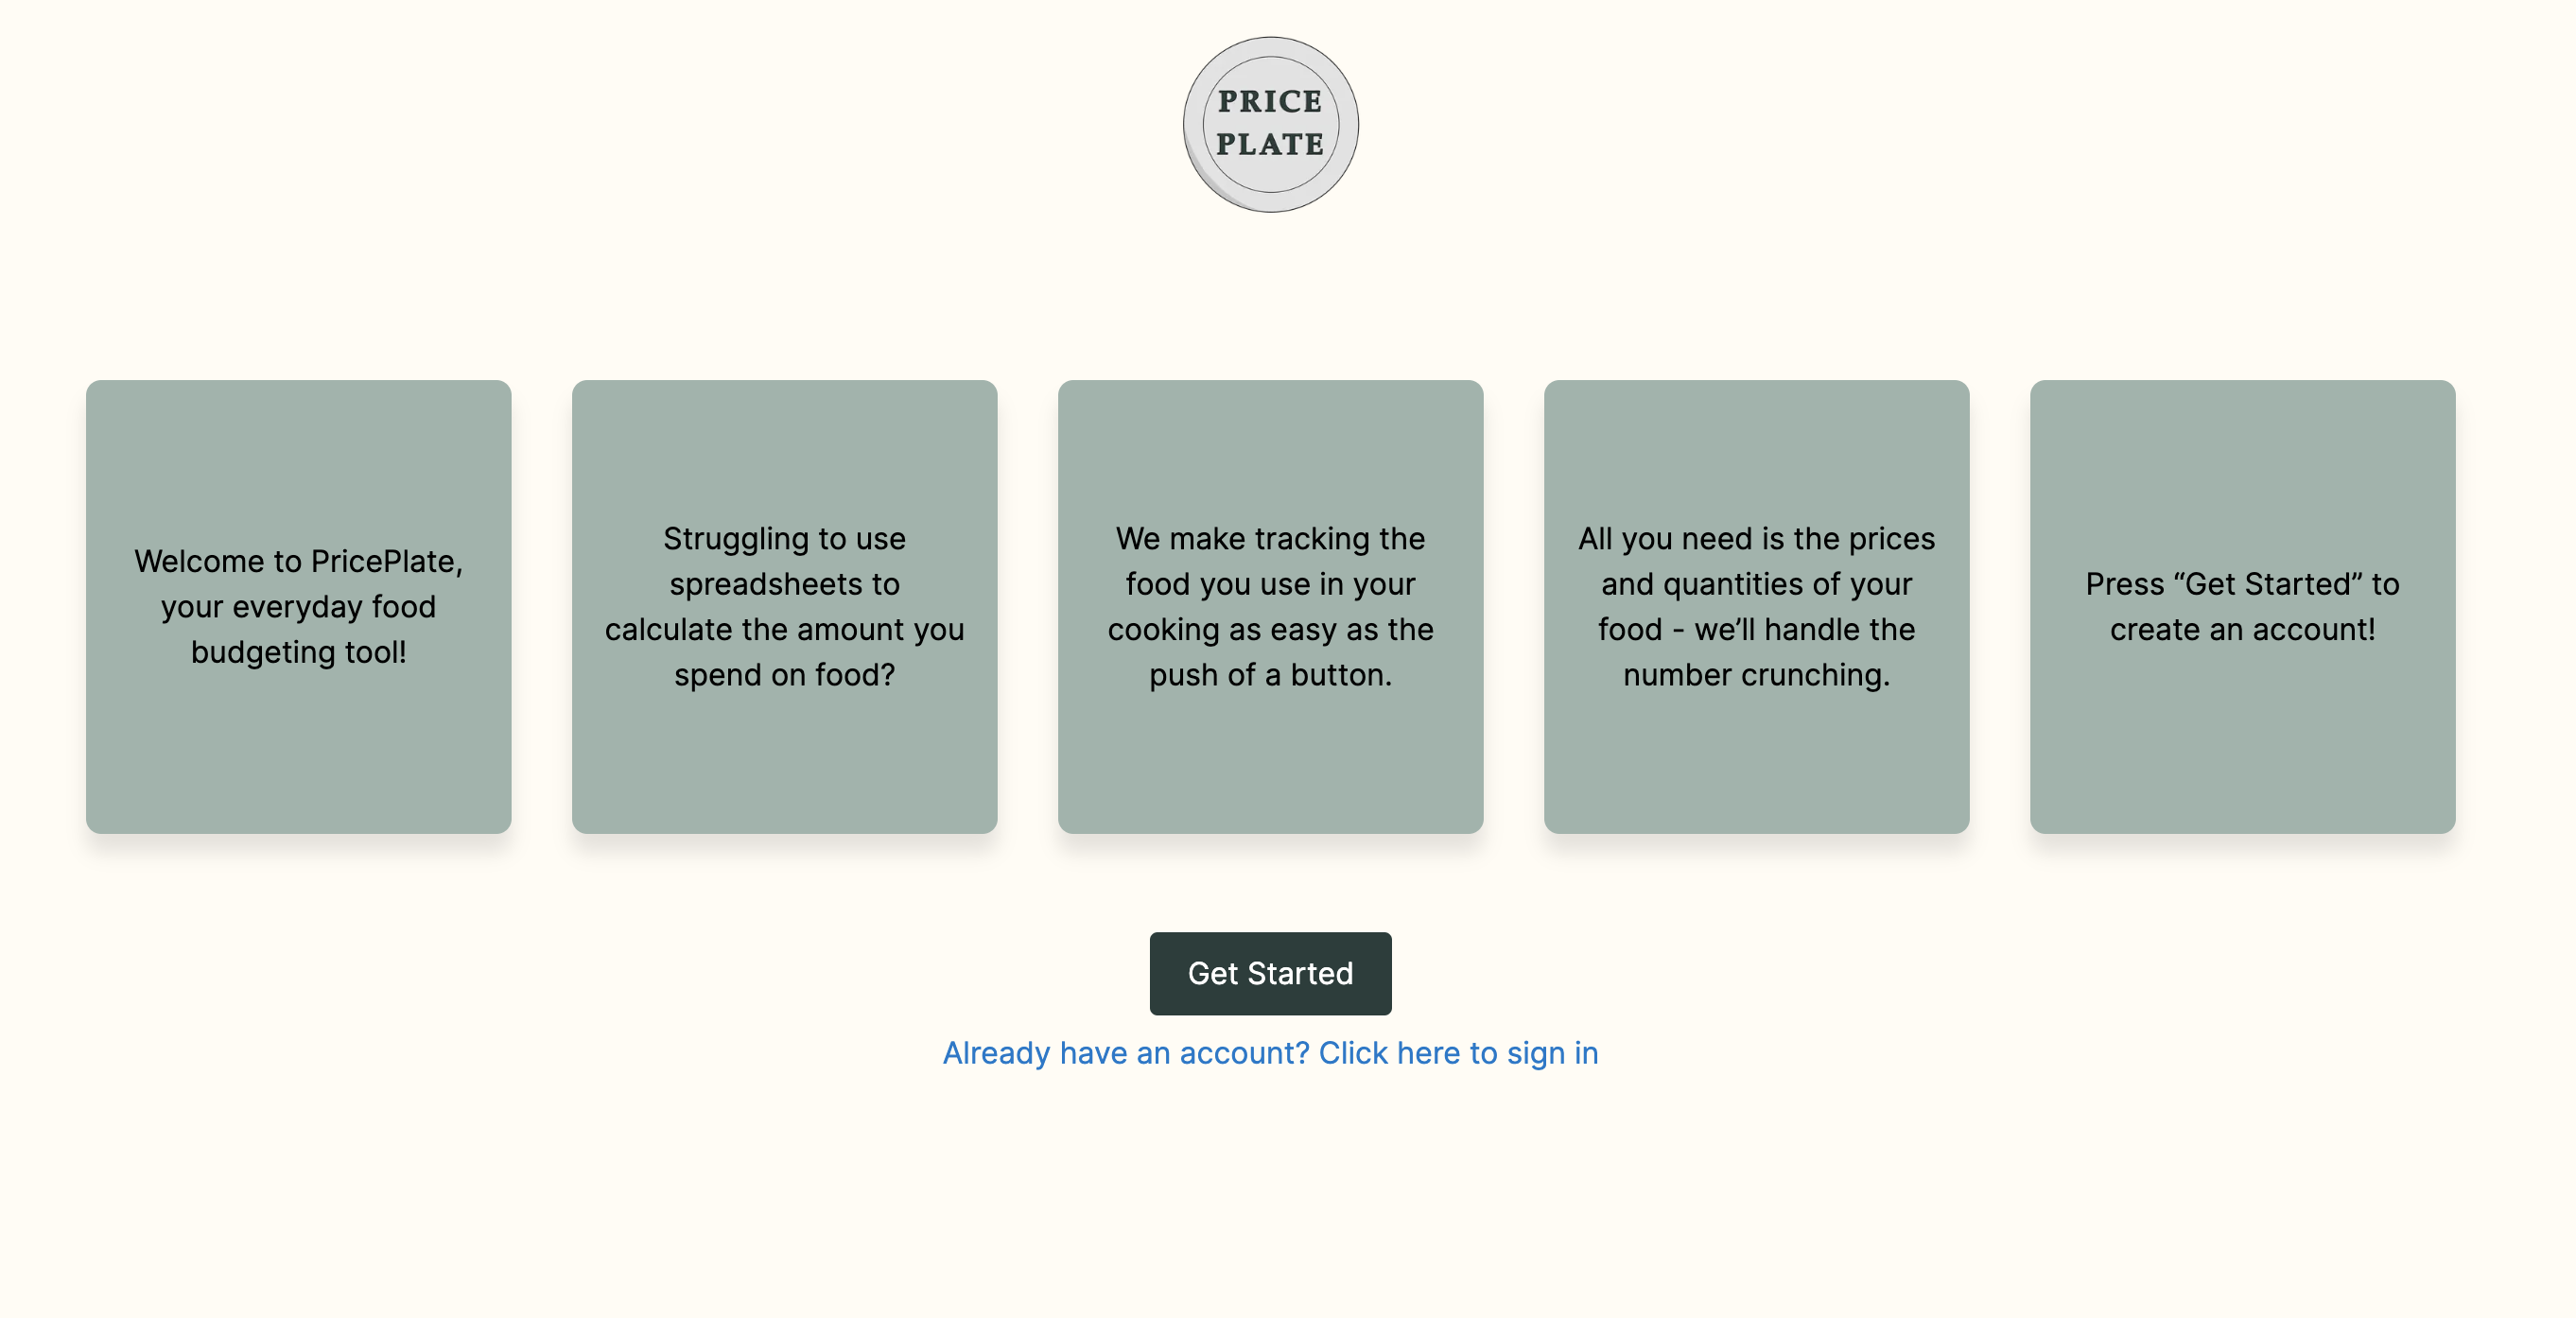 PRICE
PLATE
Welcome to PricePlate,
your everyday food
budgeting tool!
Struggling to use
spreadsheets to
calculate the amount you
spend on food?
We make tracking the
food you use in your
cooking as easy as the
push of a button.
All you need is the prices
and quantities of your
food - we’ll handle the
number crunching.
Press “Get Started” to
create an account!
Get Started
Already have an account? Click here to sign in